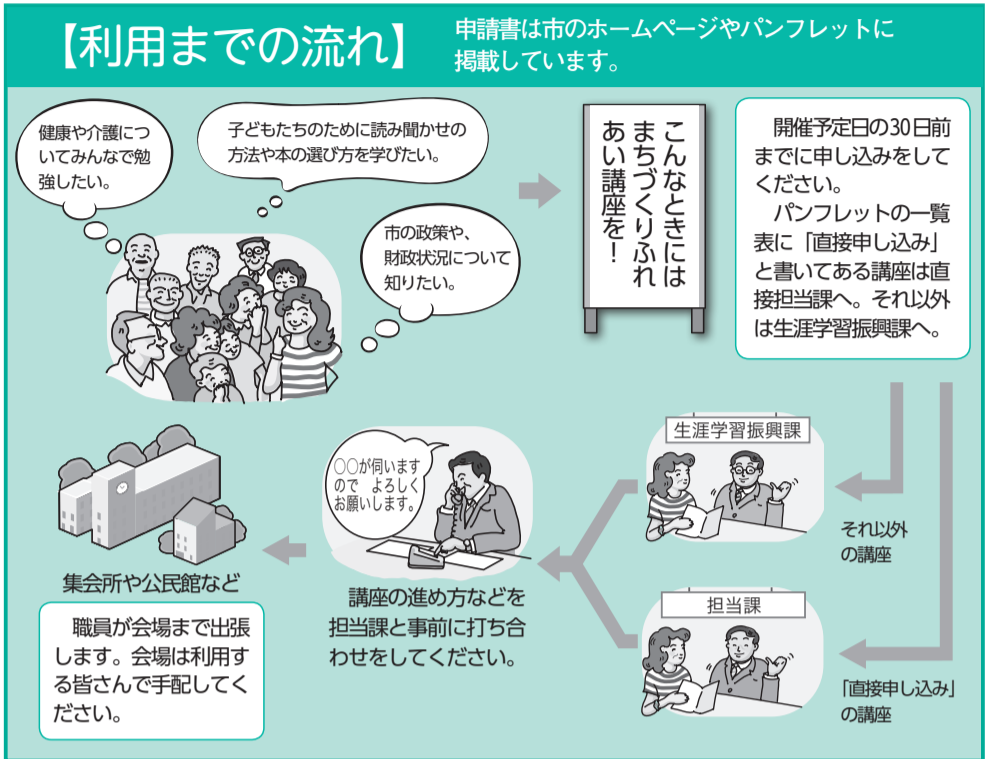 【利用までの流れ】
申請書は市のホームページやパンフレットに
掲載しています。
健康や介護につ
いてみんなで勉
強したい。
子どもたちのために読み聞かせの
方法や本の選び方を学びたい。
市の政策や、
財政状況について
知りたい。
こんなときには
まちづくりふれ
あい講座を!
開催予定日の30日前
までに申し込みをして
ください。
パンフレットの一覧
表に「直接申し込み」
と書いてある講座は直
接担当課へ。それ以外
は生涯学習振興課へ。
生涯学習振興課
それ以外
の講座
担当課
「直接申し込み」
の講座
○○が伺います
ので よろしく
お願いします。
講座の進め方などを
担当課と事前に打ち合
わせをしてください。
集会所や公民館など
職員が会場まで出張
します。会場は利用す
る皆さんで手配してく
ださい。